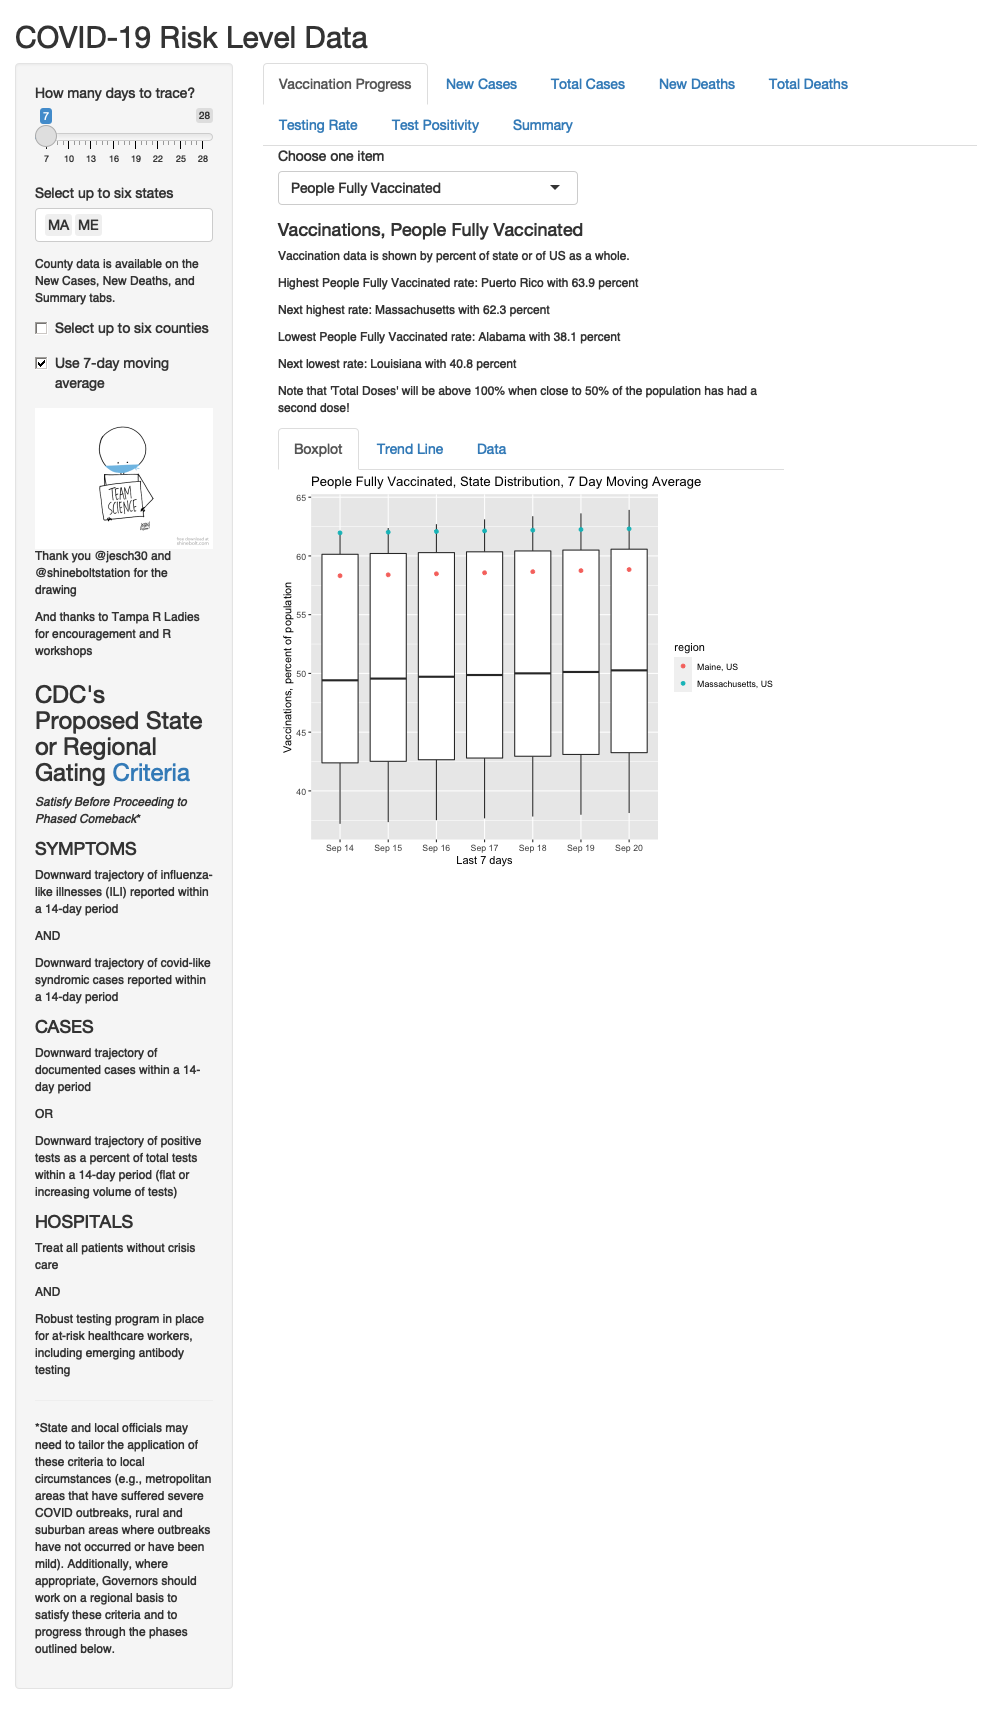 COVID-19 Risk Level Data
How many days to trace?
7
28
7 10 13 16 19 22 25 28
Select up to six states
MA ME
County data is available on the
New Cases, New Deaths, and
Summary tabs.
Select up to six counties
Use 7-day moving
average
TEAM
SCIENCE
Thank you @jesch30 and
@shineboltstation for the
drawing
And thanks to Tampa R Ladies
for encouragement and R
workshops
CDC's
Proposed State
or Regional
Gating Criteria
Satisfy Before Proceeding to
Phased Comeback*
SYMPTOMS
Downward trajectory of influenza-
like illnesses (ILI) reported within
a 14-day period
AND
Downward trajectory of covid-like
syndromic cases reported within
a 14-day period
CASES
Downward trajectory of
documented cases within a 14-
day period
OR
Downward trajectory of positive
tests as a percent of total tests
within a 14-day period (flat or
increasing volume of tests)
HOSPITALS
Treat all patients without crisis
care
AND
Robust testing program in place
for at-risk healthcare workers,
including emerging antibody
testing
*State and local officials may
need to tailor the application of
these criteria to local
circumstances (e.g., metropolitan
areas that have suffered severe
COVID outbreaks, rural and
suburban areas where outbreaks
have not occurred or have been
mild). Additionally, where
appropriate, Governors should
work on a regional basis to
satisfy these criteria and to
progress through the phases
outlined below.
Vaccination Progress New Cases Total Cases New Deaths Total Deaths
Testing Rate Test Positivity Summary
Choose one item
People Fully Vaccinated
Vaccinations, People Fully Vaccinated
Vaccination data is shown by percent of state or of US as a whole.
Highest People Fully Vaccinated rate: Puerto Rico with 63.9 percent
Next highest rate: Massachusetts with 62.3 percent
Lowest People Fully Vaccinated rate: Alabama with 38.1 percent
Next lowest rate: Louisiana with 40.8 percent
Note that 'Total Doses' will be above 100% when close to 50% of the population has had a
second dose!
Boxplot Trend Line Data
People Fully Vaccinated, State Distribution, 7 Day Moving Average
Vaccinations, percent of population
65
60
55
50
45
40
Sep 14 Sep 15 Sep 16 Sep 17 Sep 18 Sep 19 Sep 20
Last 7 days
region
Maine, US
Massachusetts, US